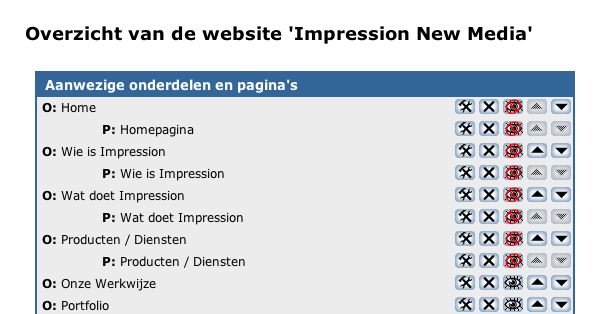 Overzicht van de website 'Impression New Media'
Aanwezige onderdelen en pagina's
O: Home
P: Homepagina
O: Wie is Impression
P: Wie is Impression
O: Wat doet Impression
P: Wat doet Impression
O: Producten / Diensten
P: Producten / Diensten
O: Onze Werkwijze
O: Portfolio